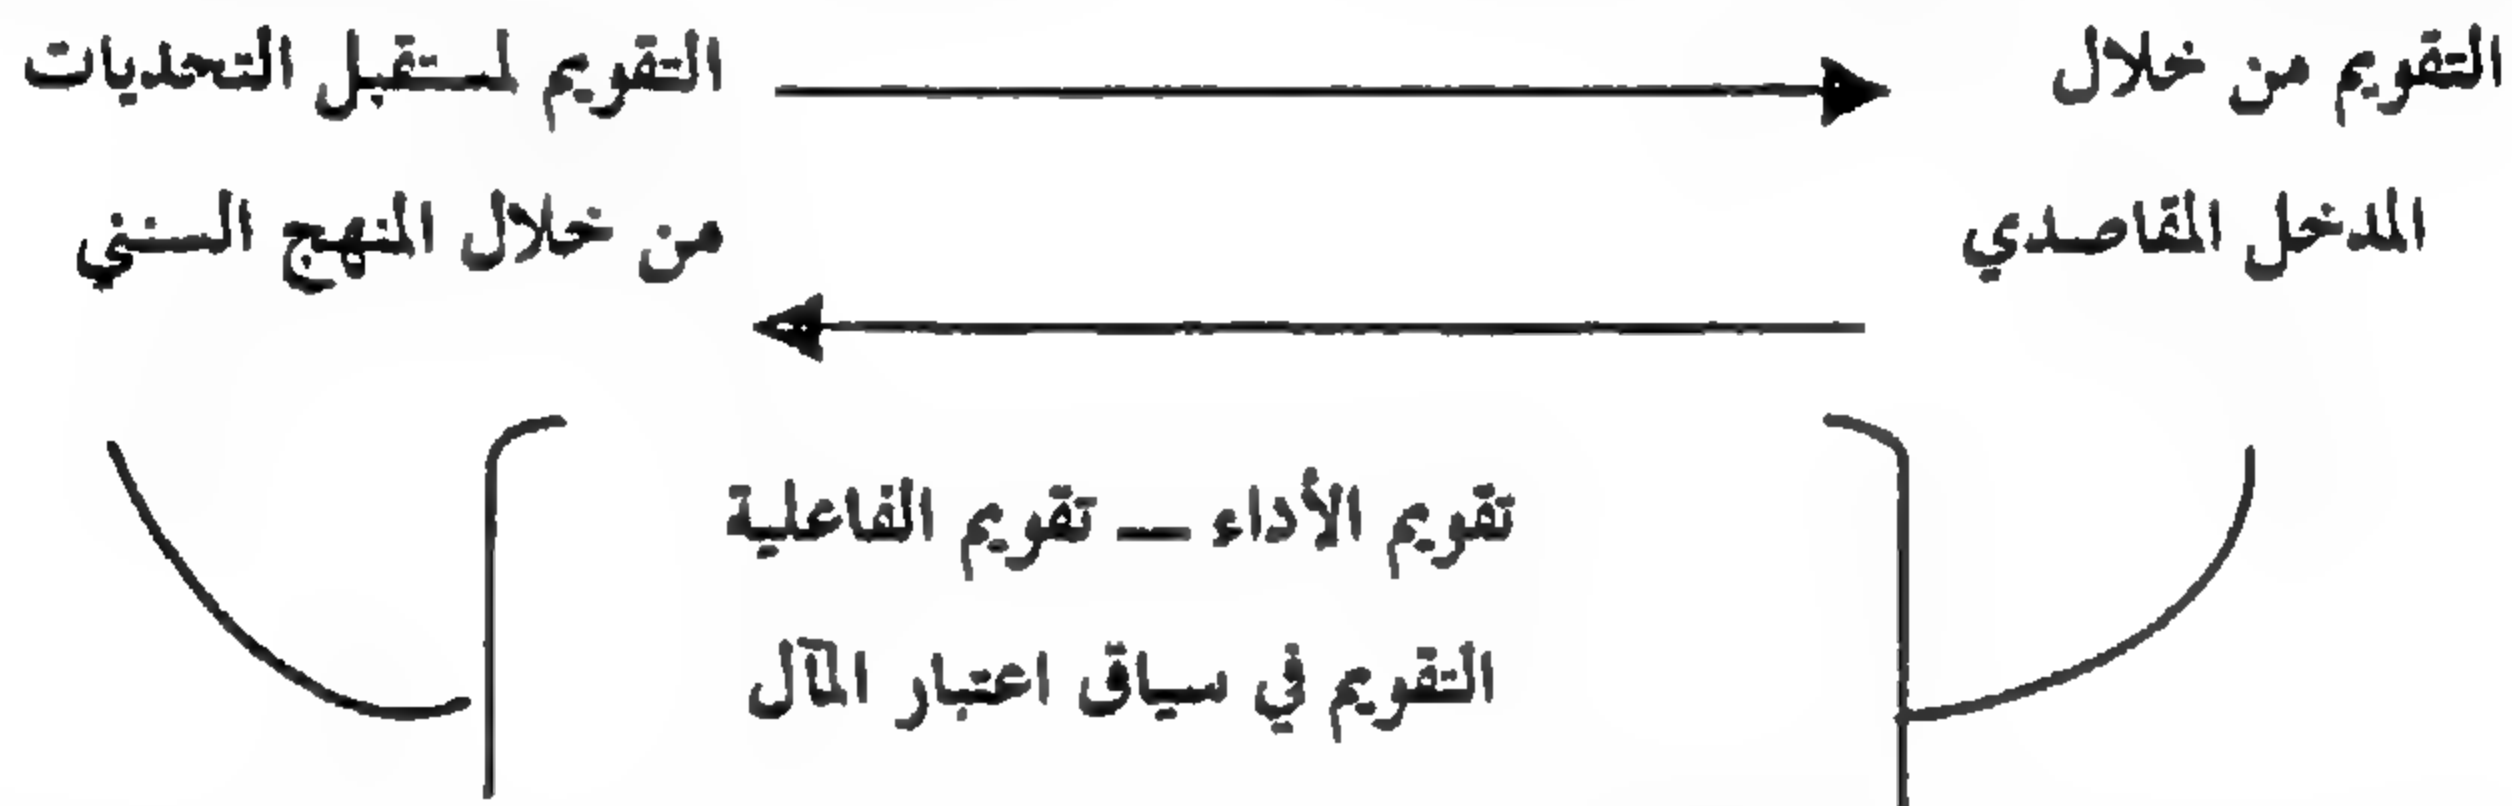 التقويم من خلال
المدخل المقاصدي
التقويم لمستقبل التحديات
من خلال المنهج السنني
تقويم الأداء — تقويم الفاعلية
التقويم في سياق اعتبار المآل